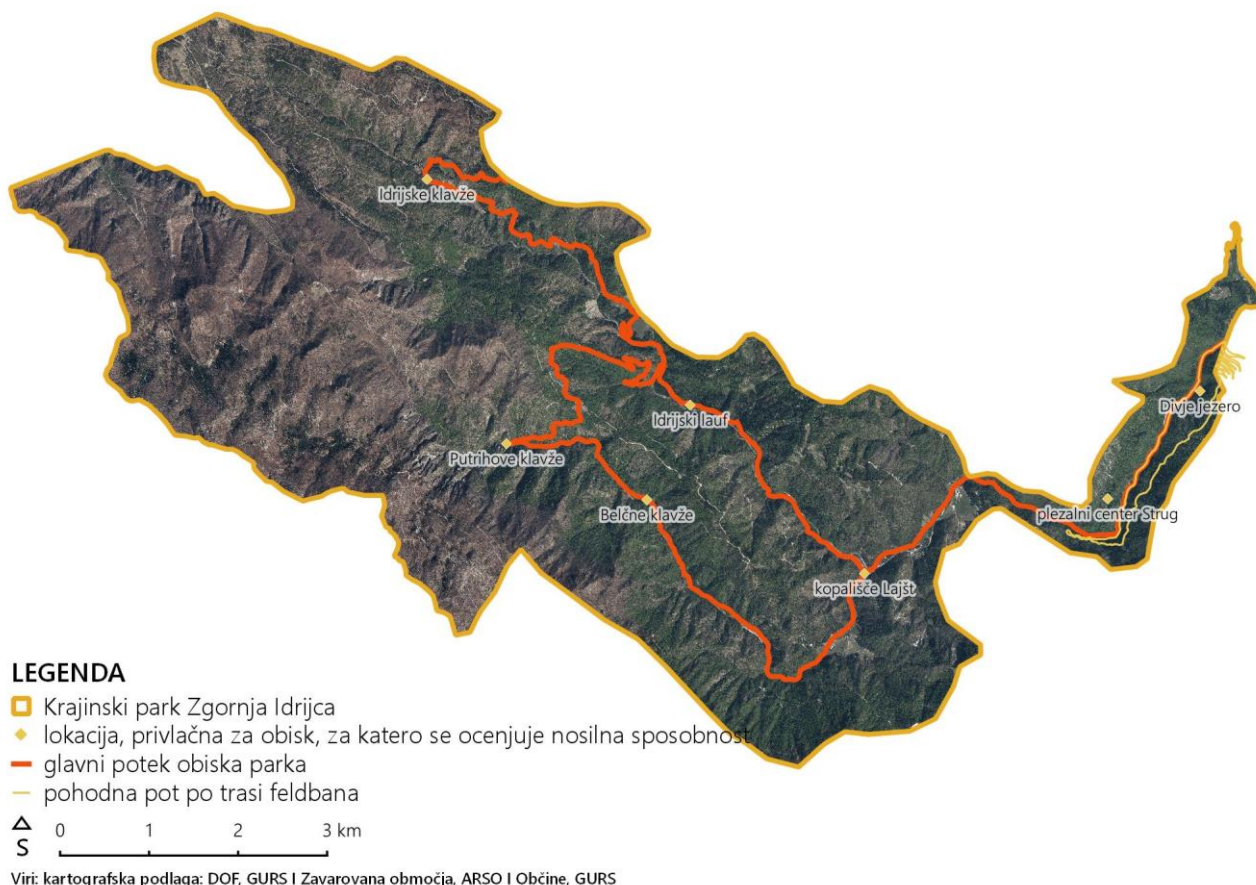 Idrijske klavže
Divje jezero
Idrijski lauf
Putrihove klavže
Belčne klavže
plezalni center Strug
kopališče Lajšt
LEGENDA
Krajinski park Zgornja Idrijca
lokacija, privlačna za obisk, za katero se ocenjuje nosilna sposobnost
glavni potek obiska parka
pohodna pot po trasi feldbana
S 0 1 2 3 km
Viri: kartografska podlaga: DOF, GURS I Zavarovana območja, ARSO I Občine, GURS